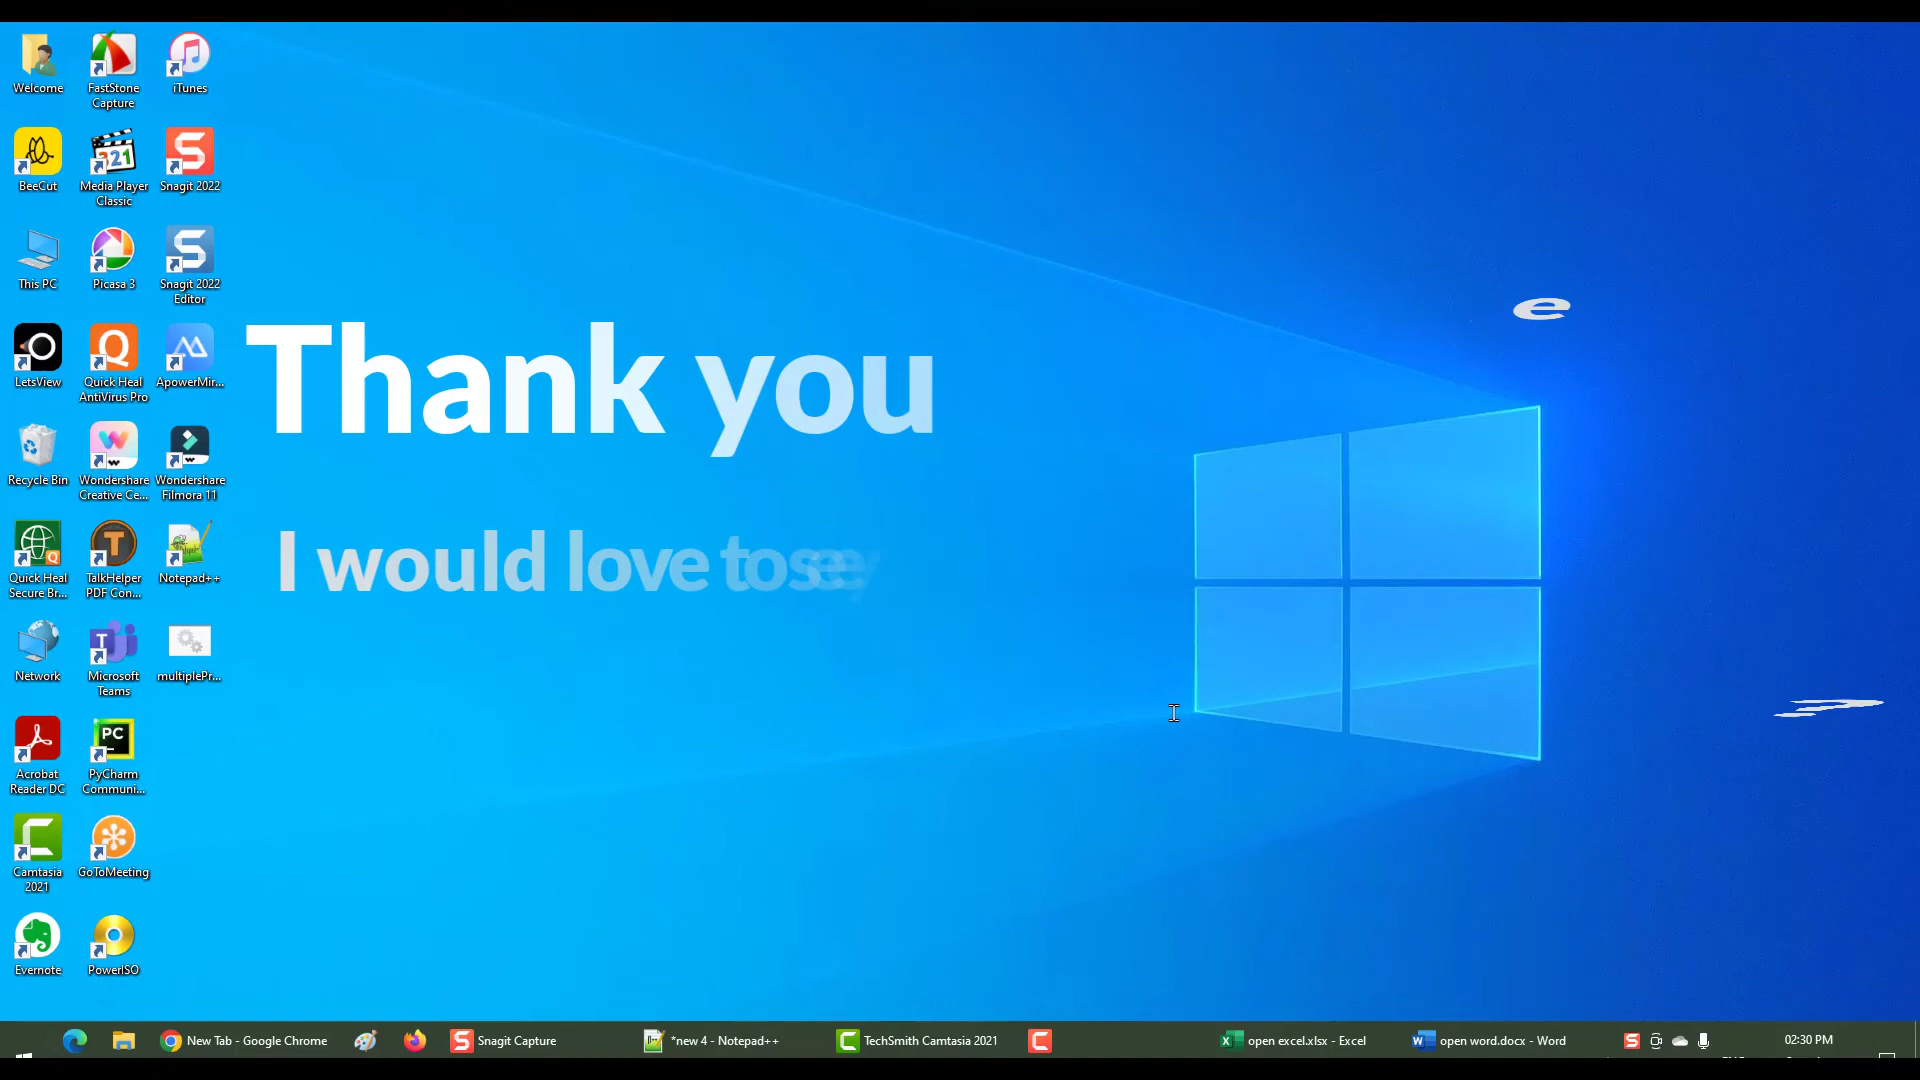 Welcome
FastStone
Capture
iTunes
BeeCut
Media Player
Classic
Snagit 2022
This PC
Picasa 3
Snagit 2022
Editor
LetsView
Quick Heal
AntiVirus Pro
ApowerMir...
Recycle Bin
Wondershare
Creative Ce...
Wondershare
Filmora 11
Quick Heal
Secure Br...
TalkHelper
PDF Con...
Notepad++
Network
Microsoft
Teams
multiplePr...
Acrobat
Reader DC
PyCharm
Communi...
Camtasia
2021
GoToMeeting
Evernote
PowerISO
Thank you
I would love to
e
New Tab - Google Chrome
Snagit Capture
*new 4 - Notepad++
TechSmith Camtasia 2021
open excel.xlsx - Excel
open word.docx - Word
02:30 PM